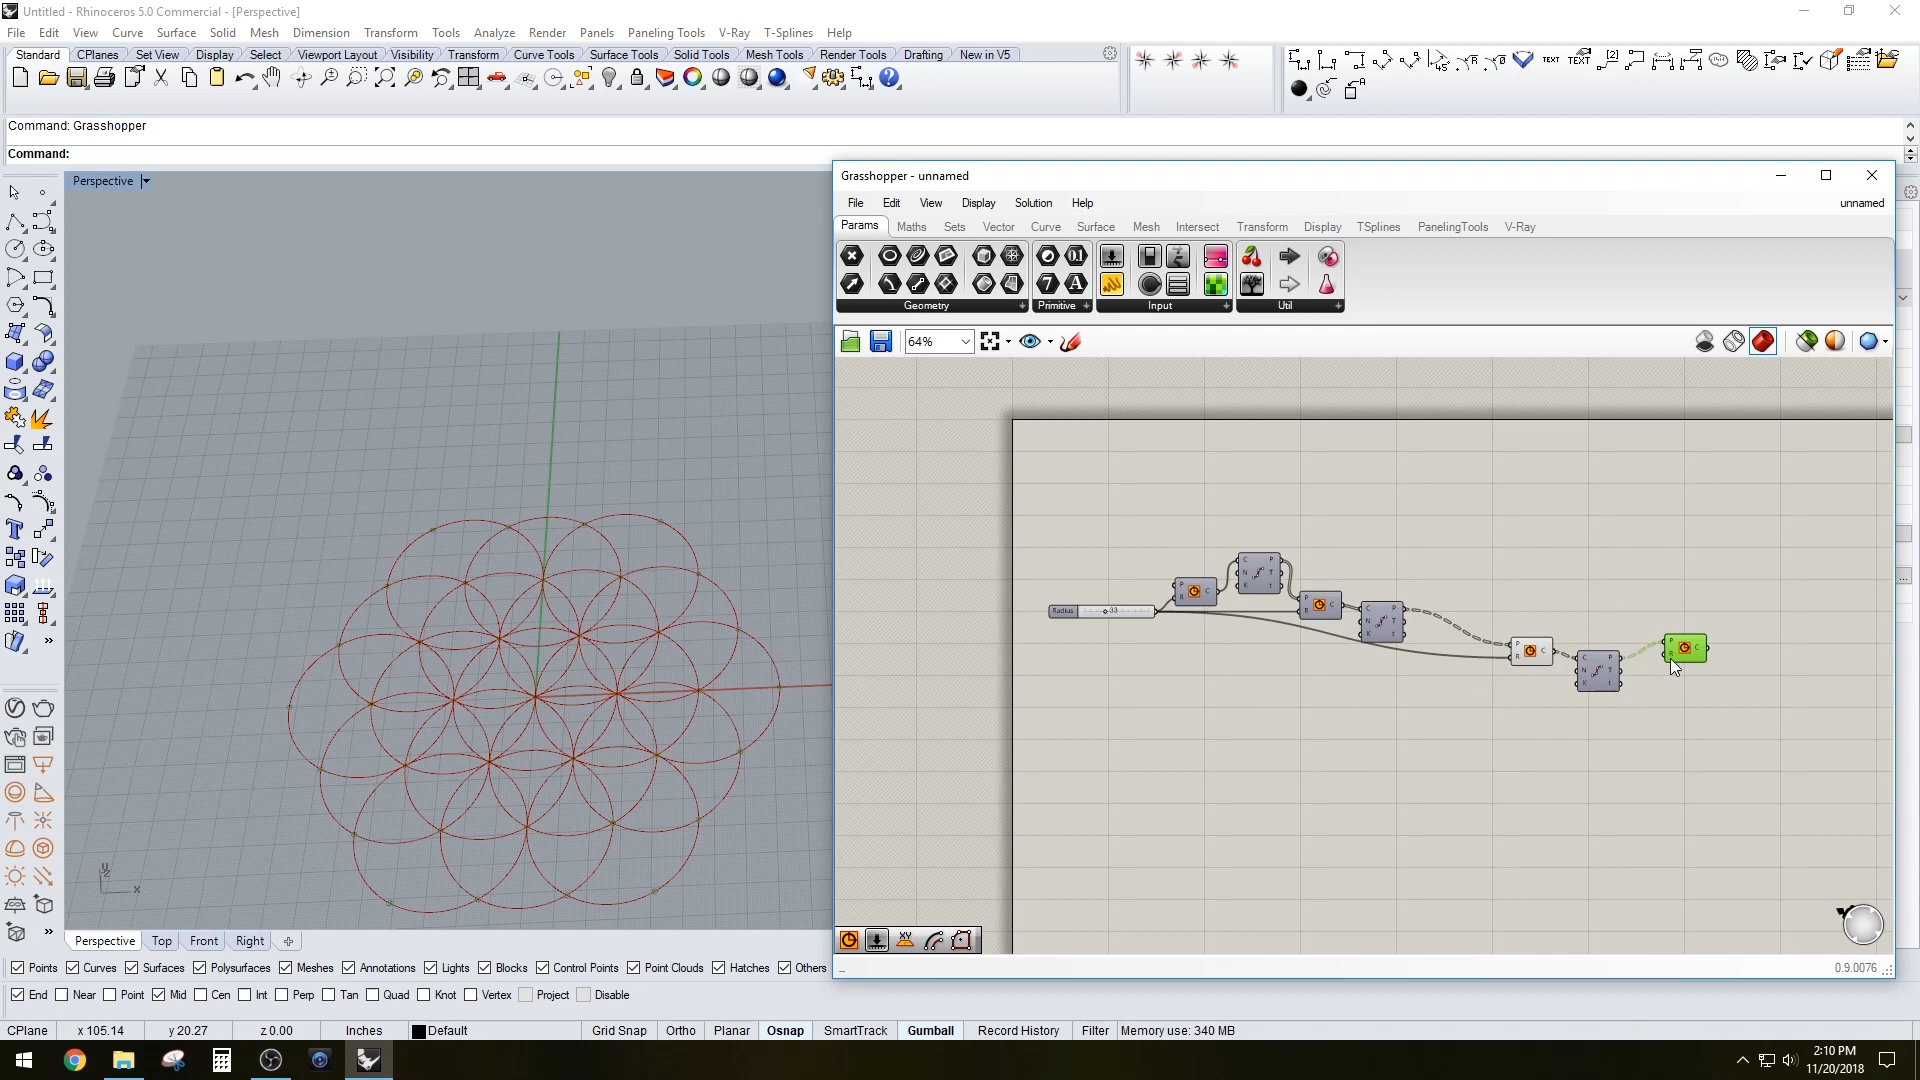 Untitled - Rhinoceros 5.0 Commercial - [Perspective]
File Edit View Curve Surface Solid Mesh Dimension Transform Tools Analyze Render Panels Paneling Tools V-Ray T-Splines Help
Standard CPlanes Set View Display Select Viewport Layout Visibility Transform Curve Tools Surface Tools Solid Tools Mesh Tools Render Tools Drafting New in V5
TEXT TEXT
Command: Grasshopper
Command:
Perspective
Grasshopper - unnamed
File Edit View Display Solution Help unnamed
Params Maths Sets Vector Curve Surface Mesh Intersect Transform Display TSplines PanelingTools V-Ray
Geometry Primitive Input Util
64%
C P
N T
K t
P C
R
Radius 33
P C
R
C P
N T
K t
P C
R
C P
N T
K t
P C
R
y
z
x
XY
Perspective Top Front Right
0.9.0076
Points Curves Surfaces Polysurfaces Meshes Annotations Lights Blocks Control Points Point Clouds Hatches Others
End Near Point Mid Cen Int Perp Tan Quad Knot Vertex Project Disable
CPlane x 105.14 y 20.27 z 0.00 Inches Default Grid Snap Ortho Planar Osnap SmartTrack Gumball Record History Filter Memory use: 340 MB
2:10 PM
11/20/2018